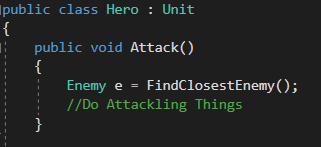 public class Hero : Unit
{
public void Attack()
{
Enemy e = FindClosestEnemy();
//Do Attackling Things
}